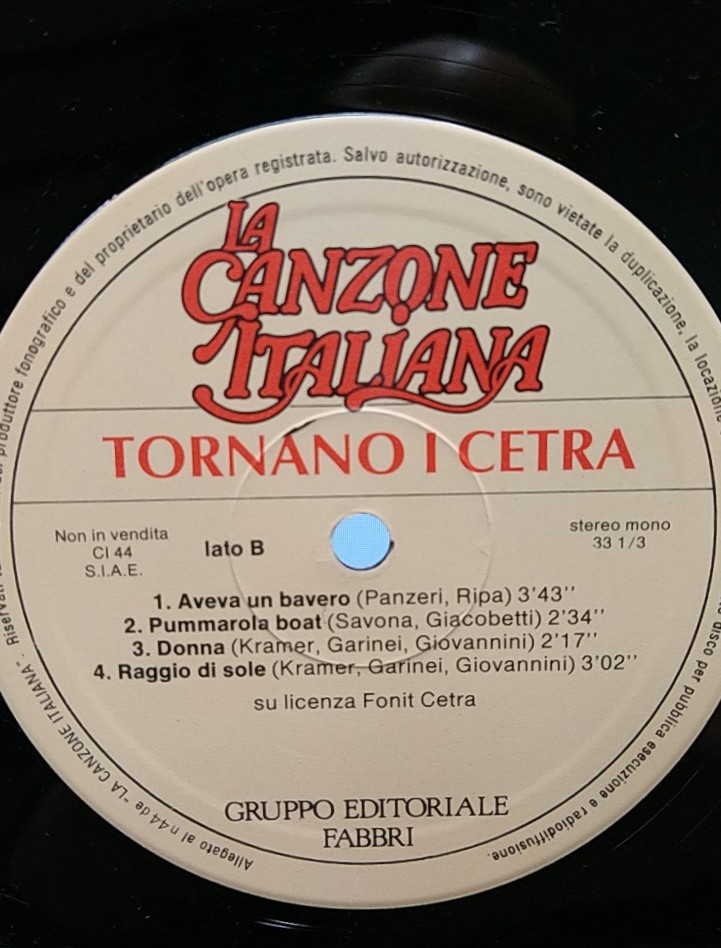 produttore fonografico e del proprietario dell'opera registrata. Salvo autorizzazione, sono vietate la duplicazione, la locazione
disco per pubblica esecuzione e radiodiffusione.
Allegato al n 44 de "LA CANZONE ITALIANA". Riservati
LA
CANZONE
ITALIANA
TORNANO I CETRA
Non in vendita
CI 44
S.I.A.E.
lato B
stereo mono
33 1/3
1. Aveva un bavero (Panzeri, Ripa) 3'43''
2. Pummarola boat (Savona, Giacobetti) 2'34''
3. Donna (Kramer, Garinei, Giovannini) 2'17''
4. Raggio di sole (Kramer, Garinei, Giovannini) 3'02''
su licenza Fonit Cetra
GRUPPO EDITORIALE
FABBRI